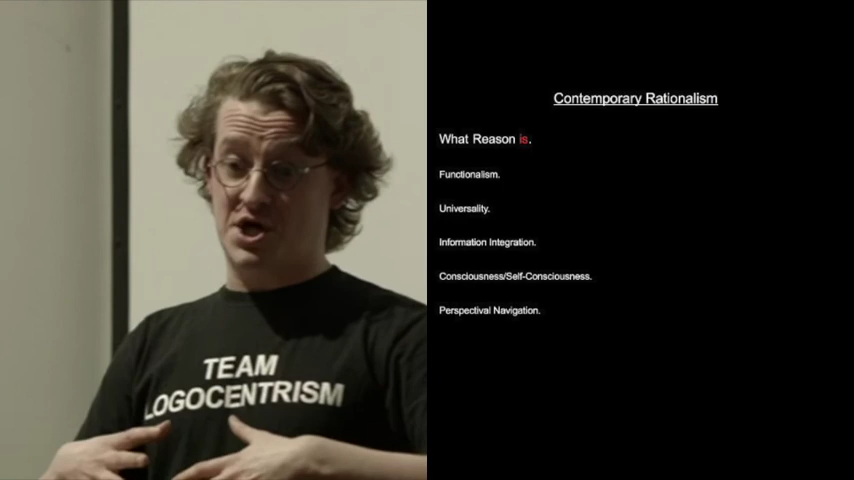 TEAM
LOGOCENTRISM
Contemporary Rationalism
What Reason is.
Functionalism.
Universality.
Information Integration.
Consciousness/Self-Consciousness.
Perspectival Navigation.